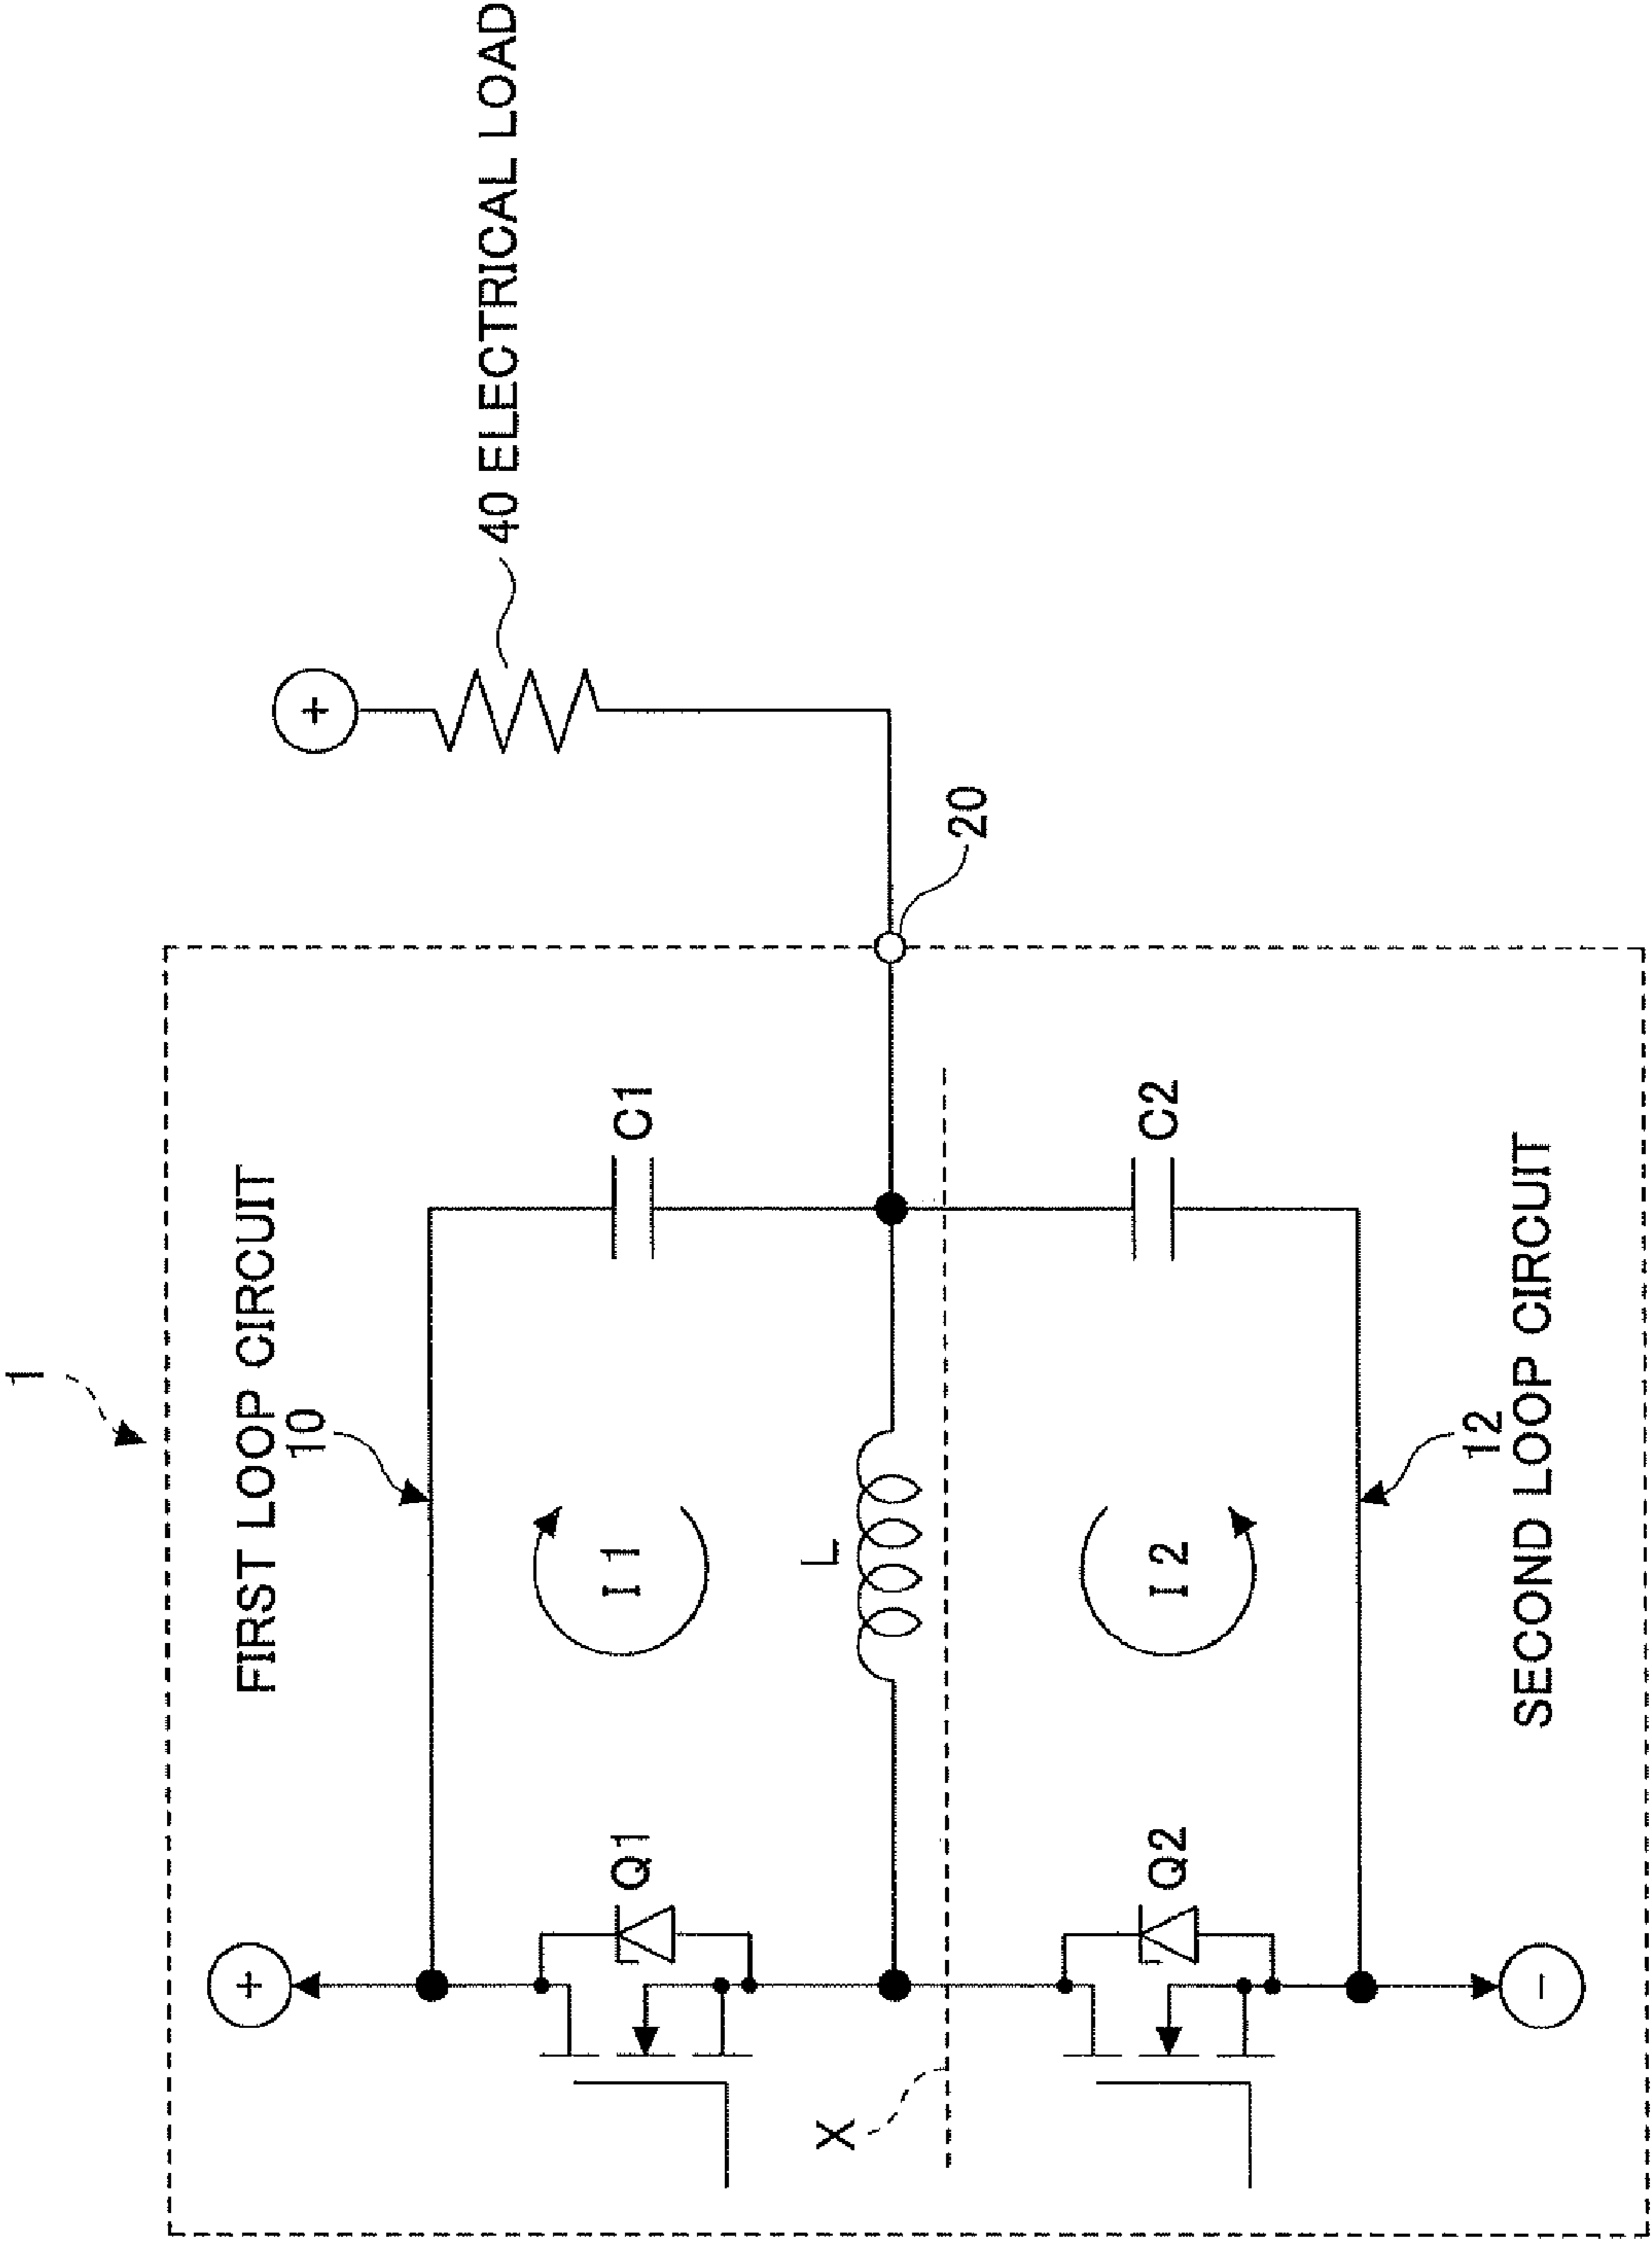 1
FIRST LOOP CIRCUIT
10
+
+
40 ELECTRICAL LOAD
Q1
I1
C1
L
20
X
Q2
I2
C2
12
SECOND LOOP CIRCUIT
-